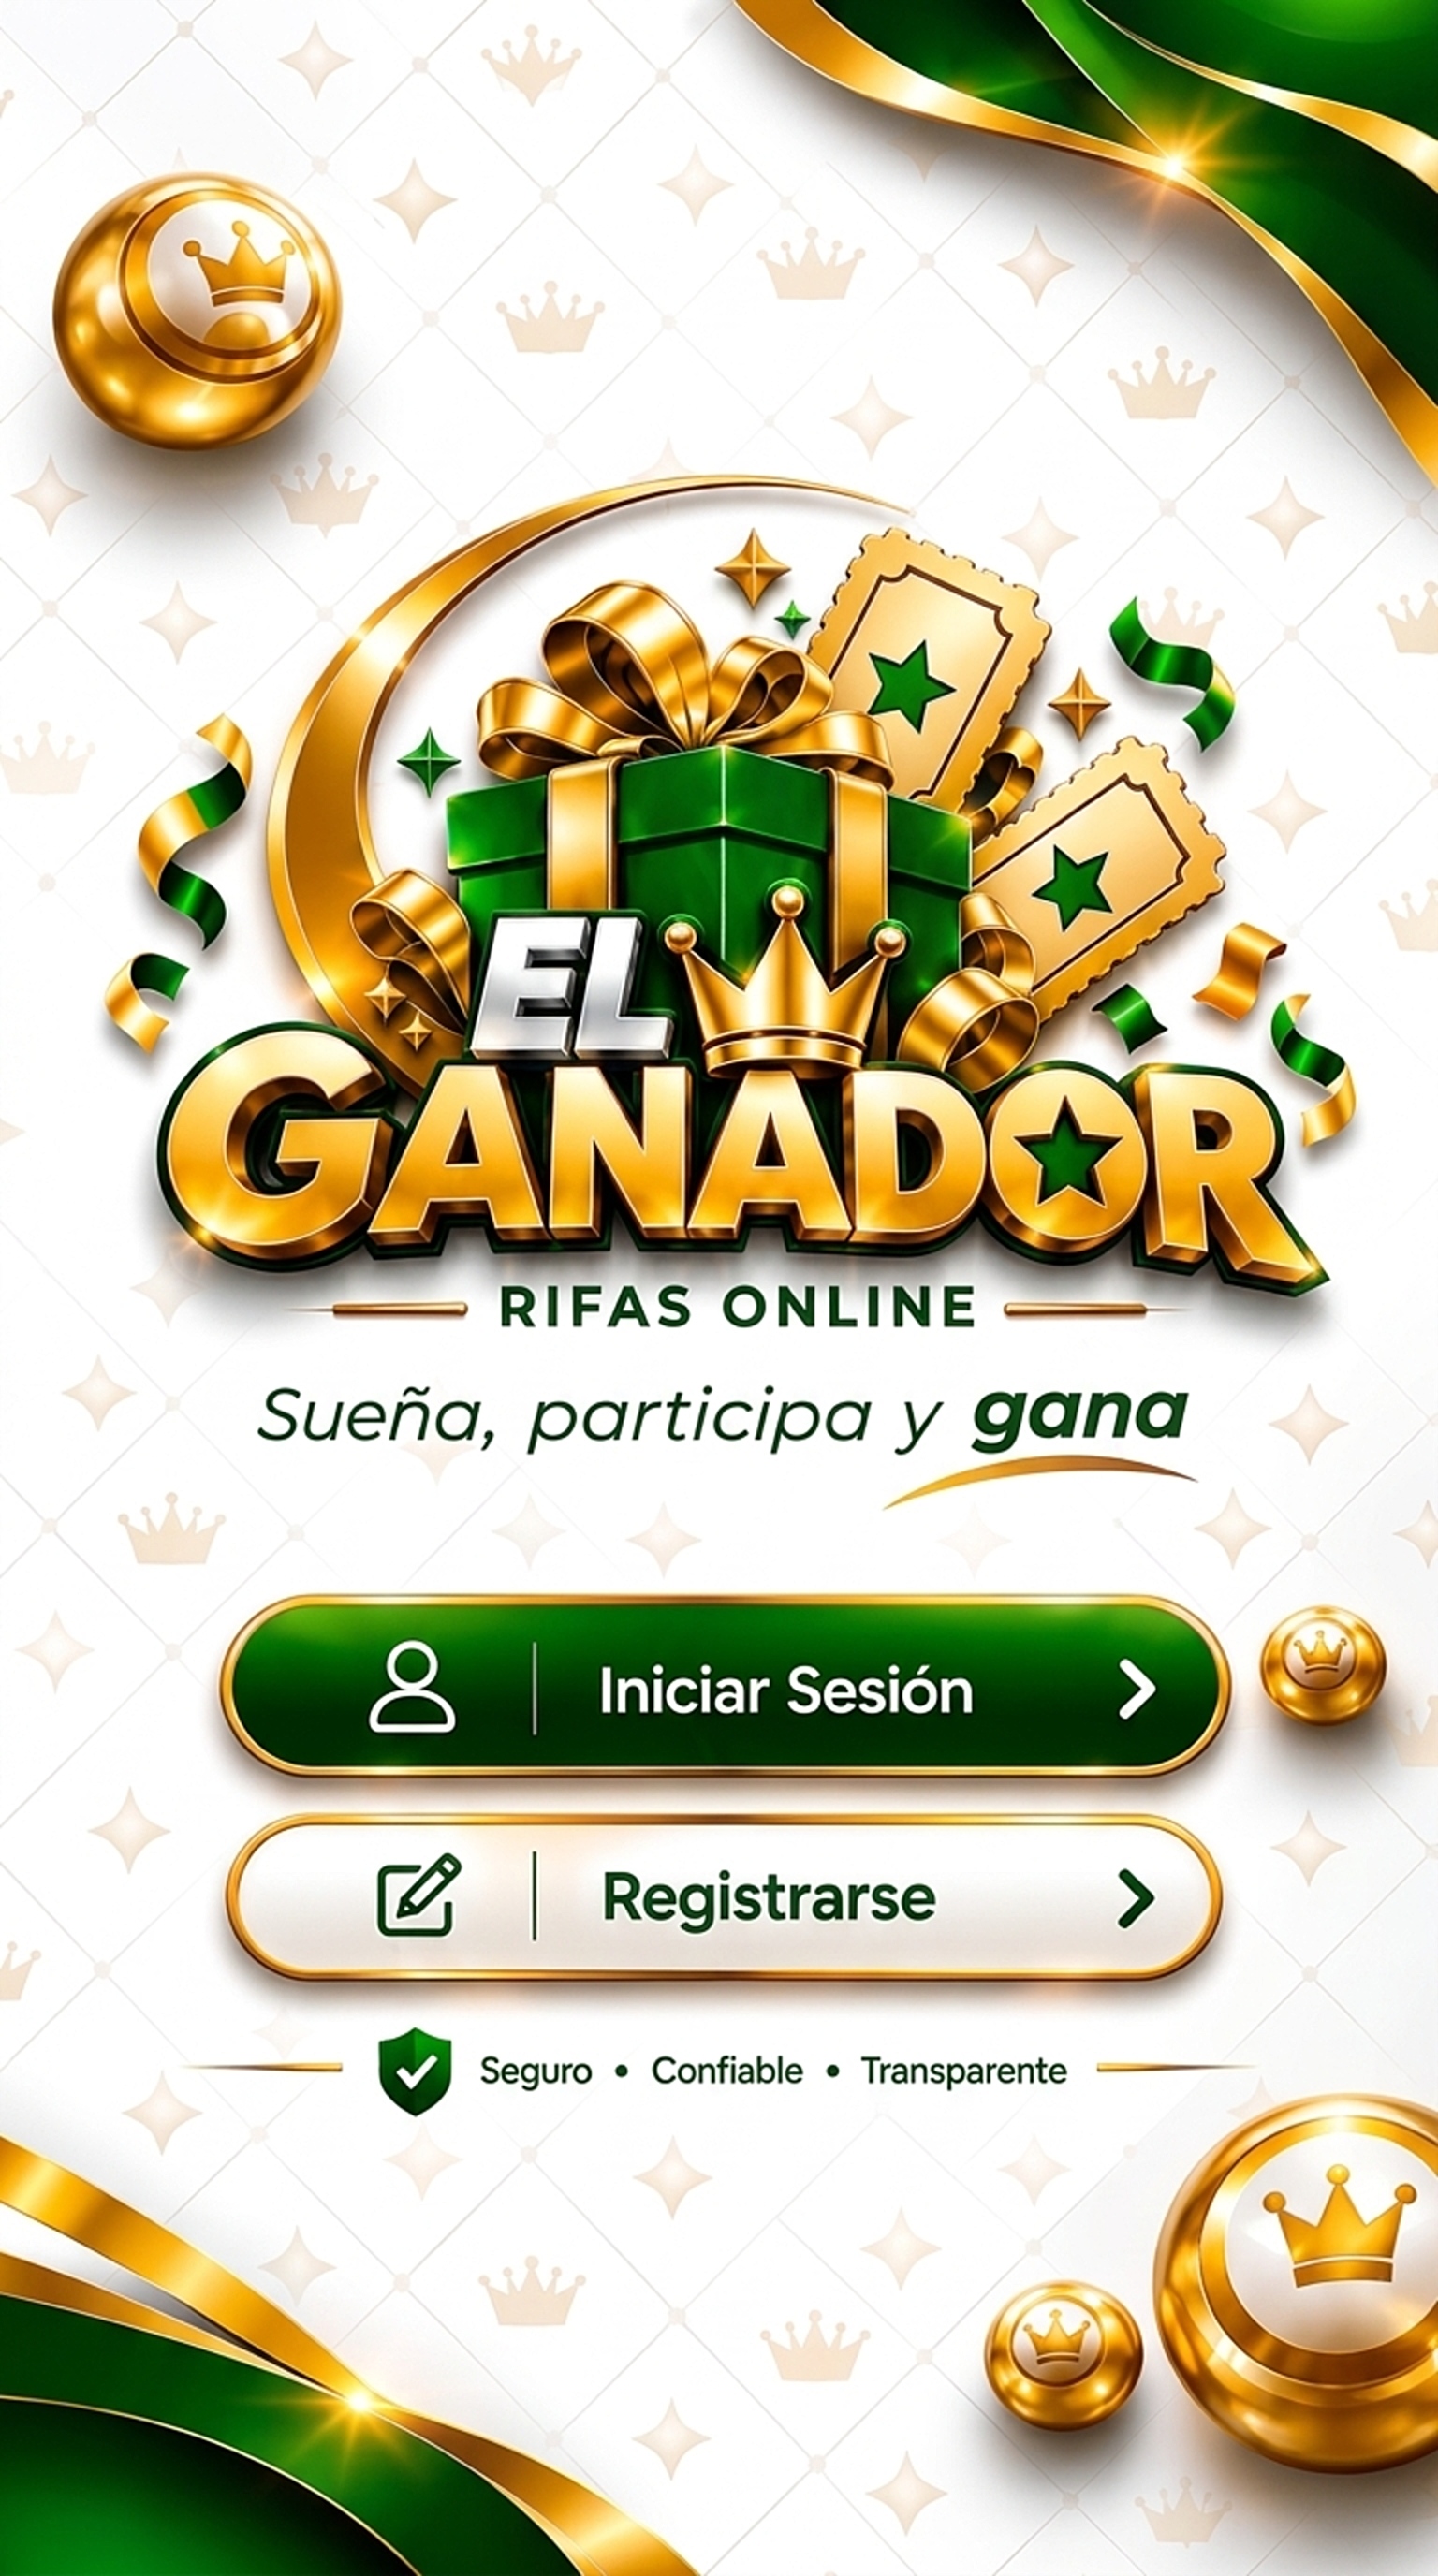 EL
GANADOR
RIFAS ONLINE
Sueña, participa y gana
Iniciar Sesión
Registrarse
Seguro • Confiable • Transparente